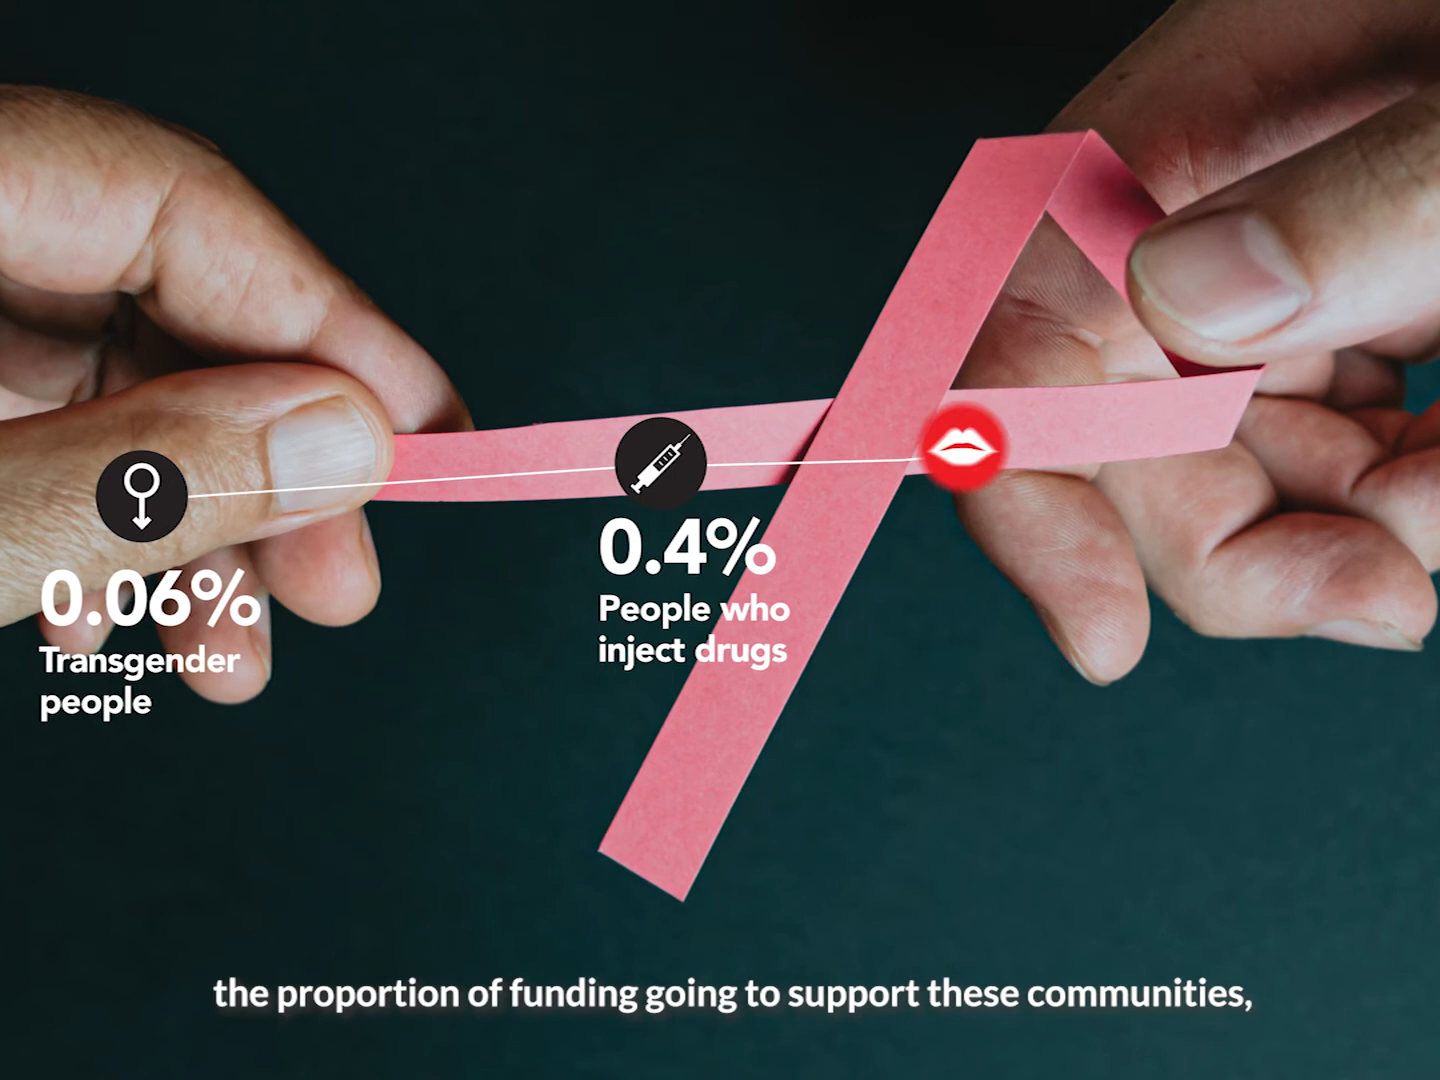 0.06%
Transgender
people
0.4%
People who
inject drugs
the proportion of funding going to support these communities,